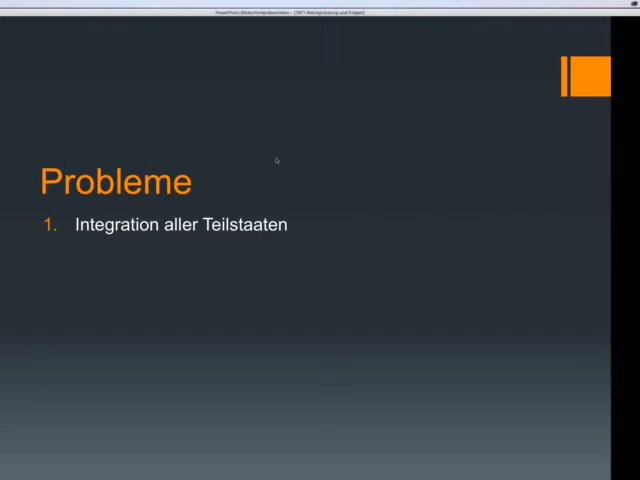 PowerPoint-Bildschirmpräsentation - [1871 Reichsgründung und Folgen]
Probleme
1. Integration aller Teilstaaten